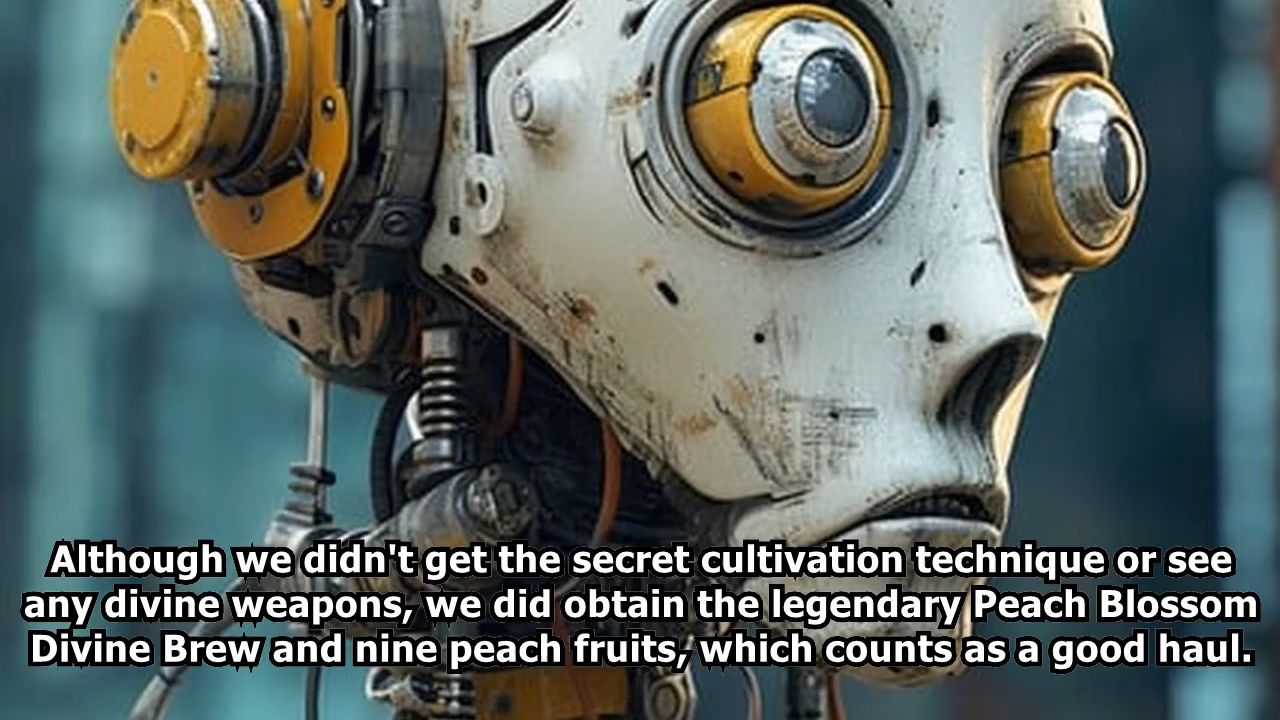 Although we didn't get the secret cultivation technique or see
any divine weapons, we did obtain the legendary Peach Blossom
Divine Brew and nine peach fruits, which counts as a good haul.